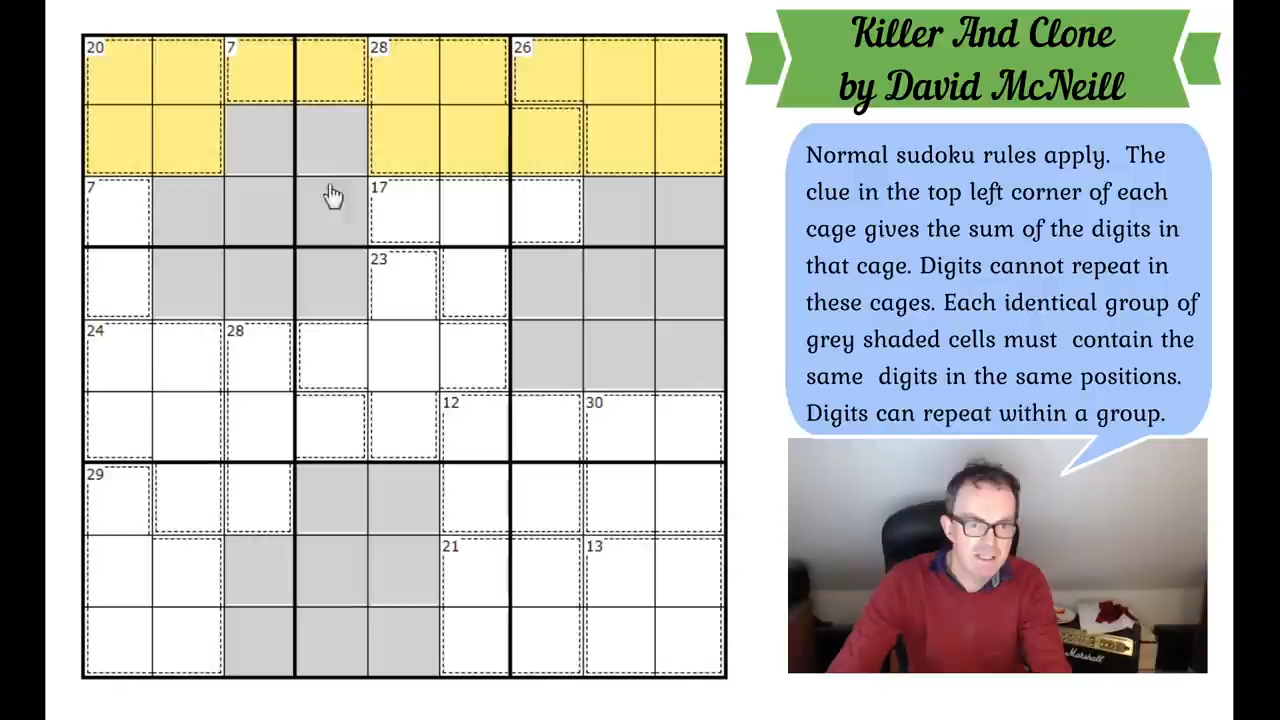 Killer And Clone
by David McNeill
Normal sudoku rules apply. The
clue in the top left corner of each
cage gives the sum of the digits in
that cage. Digits cannot repeat in
these cages. Each identical group of
grey shaded cells must contain the
same digits in the same positions.
Digits can repeat within a group.
20 7 28 26
7 17
23
24 28
12 30
29
21 13
Marshall